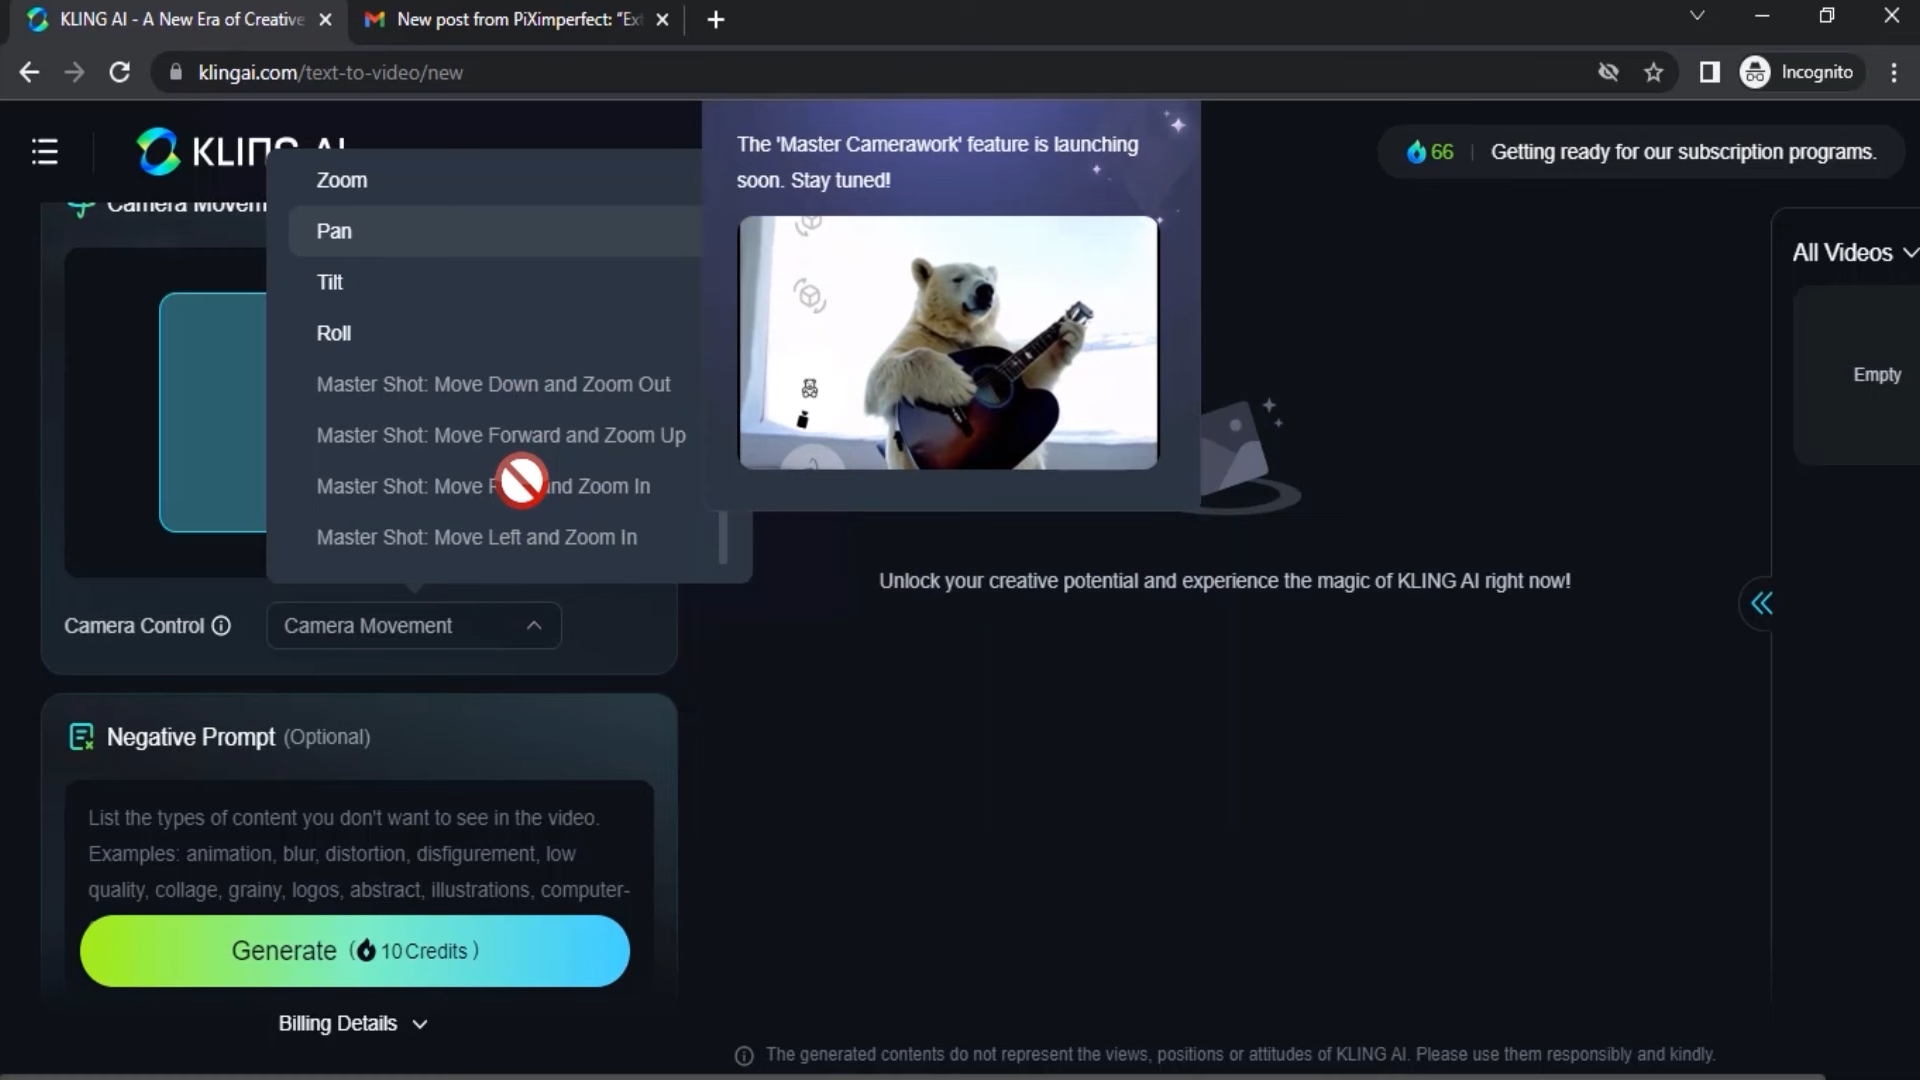 KLING AI - A New Era of Creative
New post from PiXimperfect: "Ext
klingai.com/text-to-video/new
Incognito
KLING AI
66
Getting ready for our subscription programs.
Camera Movem
Zoom
Pan
Tilt
Roll
Master Shot: Move Down and Zoom Out
Master Shot: Move Forward and Zoom Up
Master Shot: Move and Zoom In
Master Shot: Move Left and Zoom In
The 'Master Camerawork' feature is launching
soon. Stay tuned!
All Videos
Empty
Unlock your creative potential and experience the magic of KLING AI right now!
Camera Control
Camera Movement
Negative Prompt (Optional)
List the types of content you don't want to see in the video.
Examples: animation, blur, distortion, disfigurement, low
quality, collage, grainy, logos, abstract, illustrations, computer-
Generate ( 10 Credits )
Billing Details
The generated contents do not represent the views, positions or attitudes of KLING AI. Please use them responsibly and kindly.